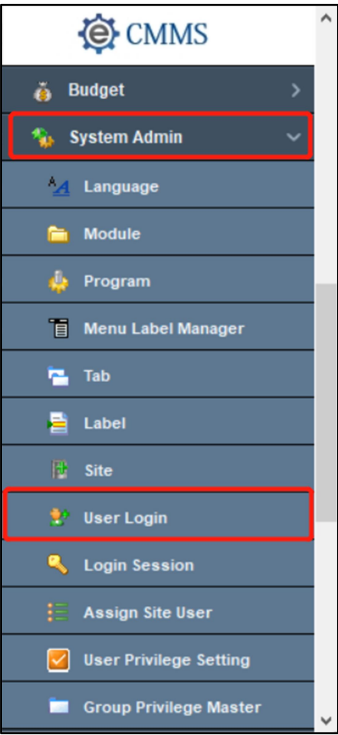 e CMMS
Budget
System Admin
Language
Module
Program
Menu Label Manager
Tab
Label
Site
User Login
Login Session
Assign Site User
User Privilege Setting
Group Privilege Master